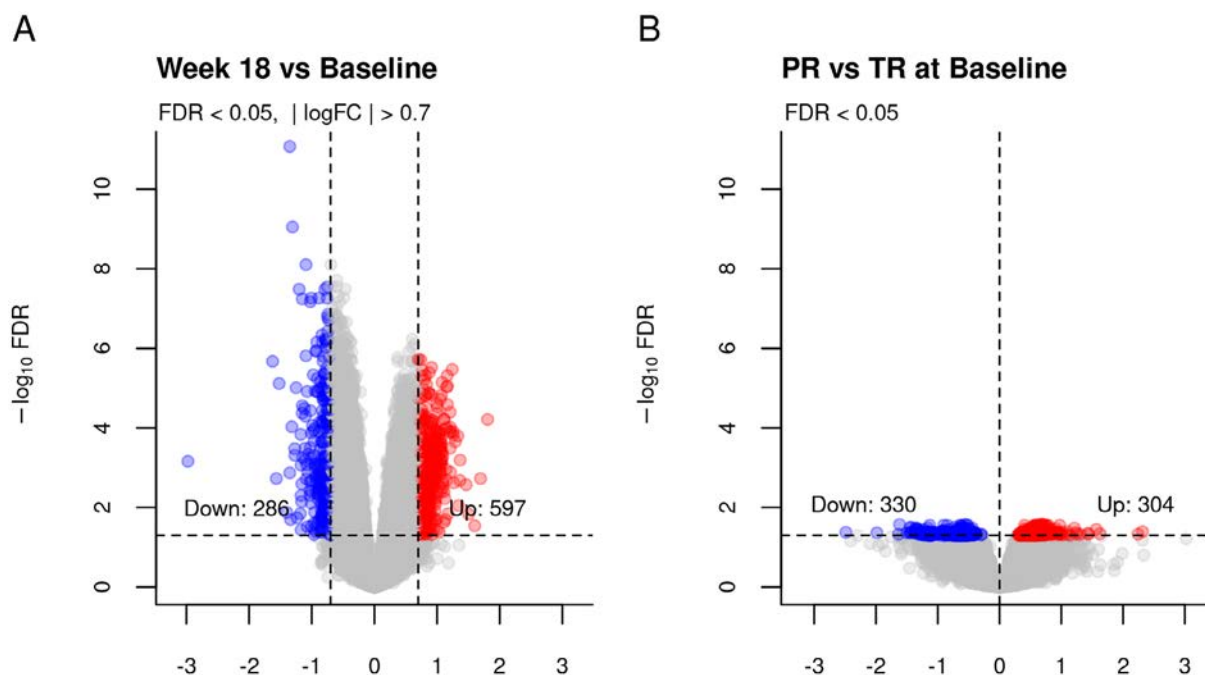 A
Week 18 vs Baseline
FDR < 0.05, | logFC | > 0.7
−log10 FDR
10
8
6
4
2
0
Down: 286
Up: 597
-3 -2 -1 0 1 2 3
B
PR vs TR at Baseline
FDR < 0.05
−log10 FDR
10
8
6
4
2
0
Down: 330
Up: 304
-3 -2 -1 0 1 2 3